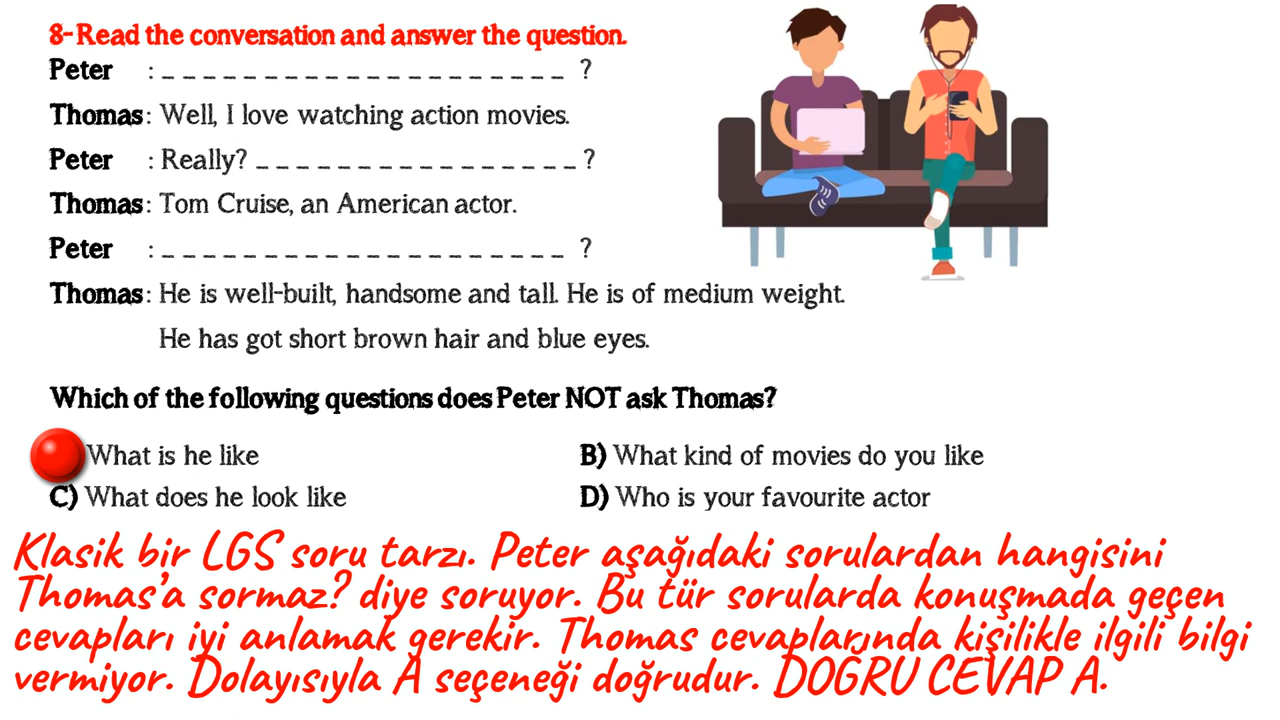 8- Read the conversation and answer the question.
Peter : _ _ _ _ _ _ _ _ _ _ _ _ _ _ _ _ _ _ _ _ ?
Thomas: Well, I love watching action movies.
Peter : Really? _ _ _ _ _ _ _ _ _ _ _ _ _ _ _ _ ?
Thomas: Tom Cruise, an American actor.
Peter : _ _ _ _ _ _ _ _ _ _ _ _ _ _ _ _ _ _ _ _ ?
Thomas: He is well-built, handsome and tall. He is of medium weight.
He has got short brown hair and blue eyes.
Which of the following questions does Peter NOT ask Thomas?
What is he like B) What kind of movies do you like
C) What does he look like D) Who is your favourite actor
Klasik bir LGS soru tarzı. Peter aşağıdaki sorulardan hangisini
Thomas'a sormaz? diye soruyor. Bu tür sorularda konuşmada geçen
cevapları iyi anlamak gerekir. Thomas cevaplarında kişilikle ilgili bilgi
vermiyor. Dolayısıyla A seçeneği doğrudur. DOĞRU CEVAP A.